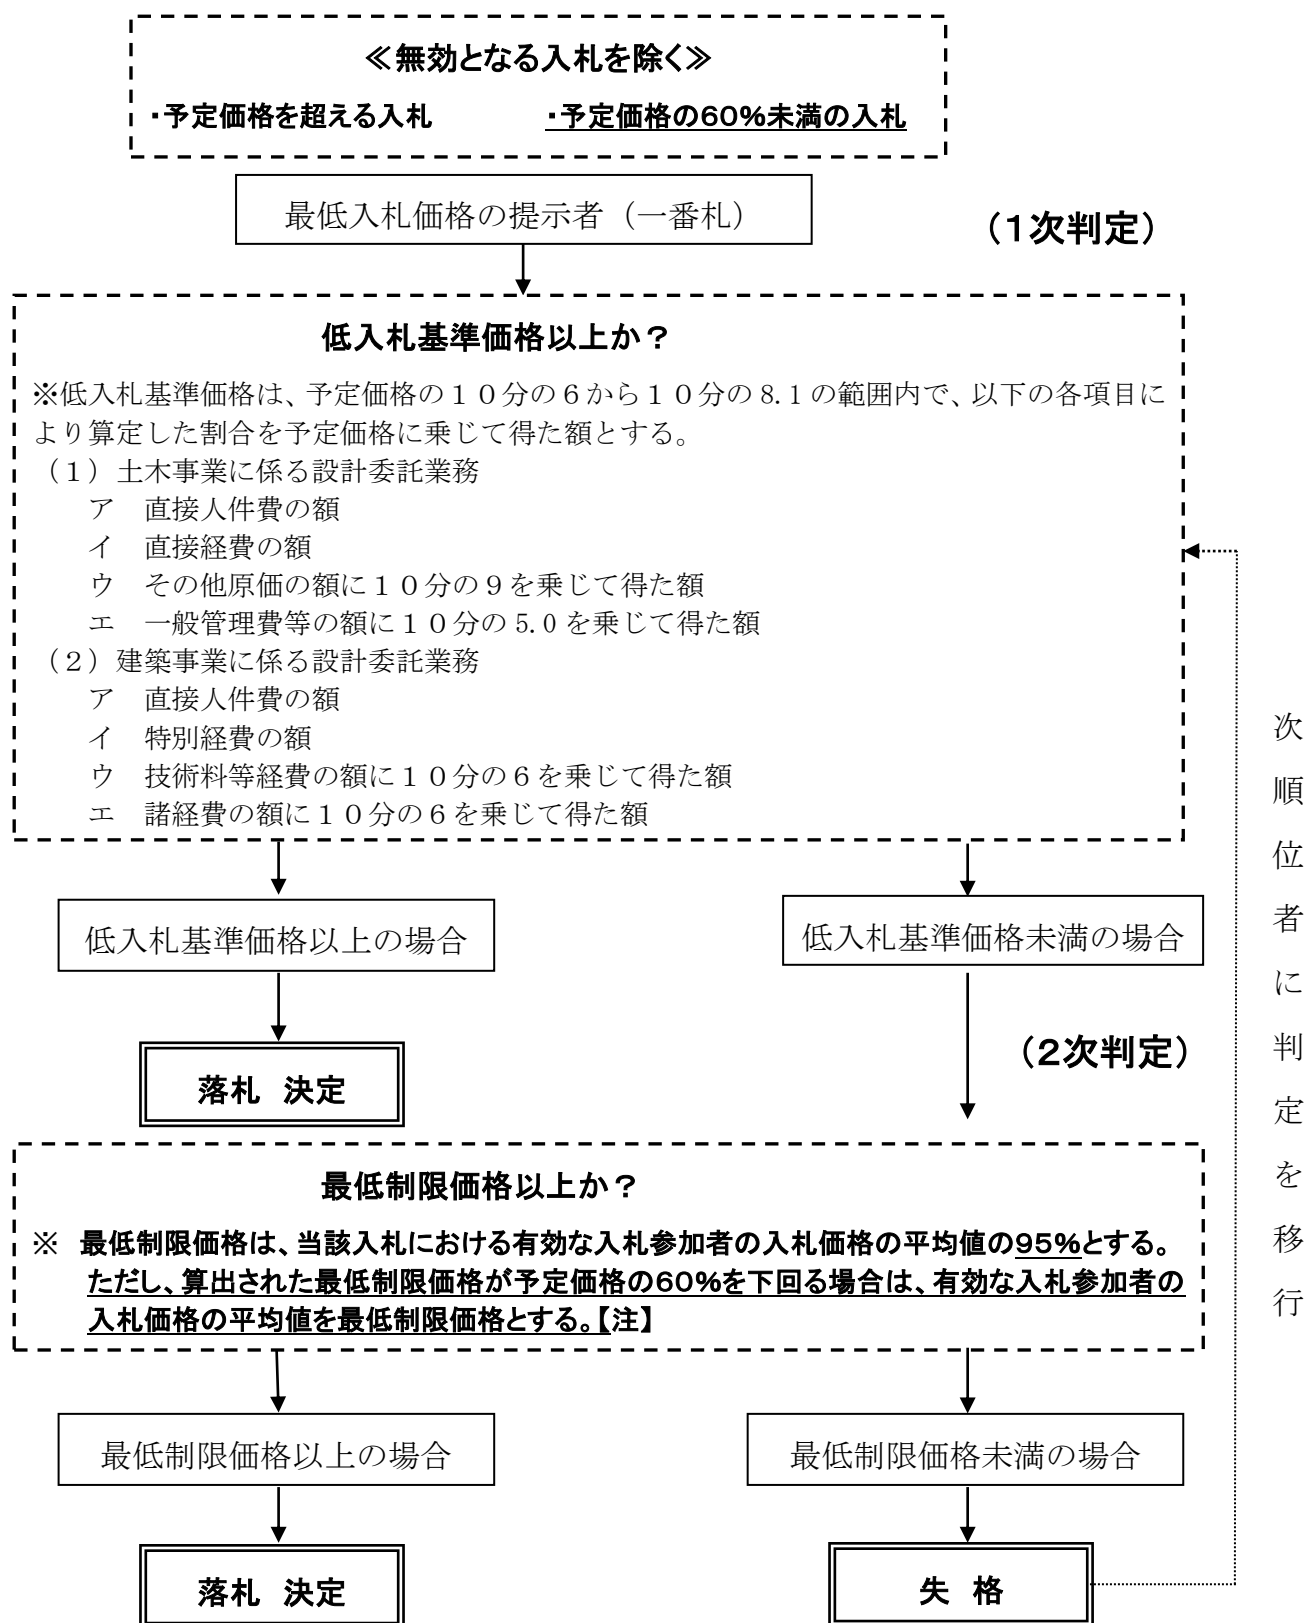 ≪無効となる入札を除く≫
・予定価格を超える入札　　　・予定価格の60%未満の入札
最低入札価格の提示者（一番札）
（1次判定）
低入札基準価格以上か？
※低入札基準価格は、予定価格の１０分の６から１０分の 8.1 の範囲内で、以下の各項目に
より算定した割合を予定価格に乗じて得た額とする。
（１）土木事業に係る設計委託業務
ア　直接人件費の額
イ　直接経費の額
ウ　その他原価の額に１０分の９を乗じて得た額
エ　一般管理費等の額に１０分の 5.0 を乗じて得た額
（２）建築事業に係る設計委託業務
ア　直接人件費の額
イ　特別経費の額
ウ　技術料等経費の額に１０分の６を乗じて得た額
エ　諸経費の額に１０分の６を乗じて得た額
低入札基準価格以上の場合
低入札基準価格未満の場合
落札　決定
（2次判定）
最低制限価格以上か？
※　最低制限価格は、当該入札における有効な入札参加者の入札価格の平均値の95%とする。
ただし、算出された最低制限価格が予定価格の60%を下回る場合は、有効な入札参加者の
入札価格の平均値を最低制限価格とする。【注】
最低制限価格以上の場合
最低制限価格未満の場合
落札　決定
失　格
次順位者に判定を移行